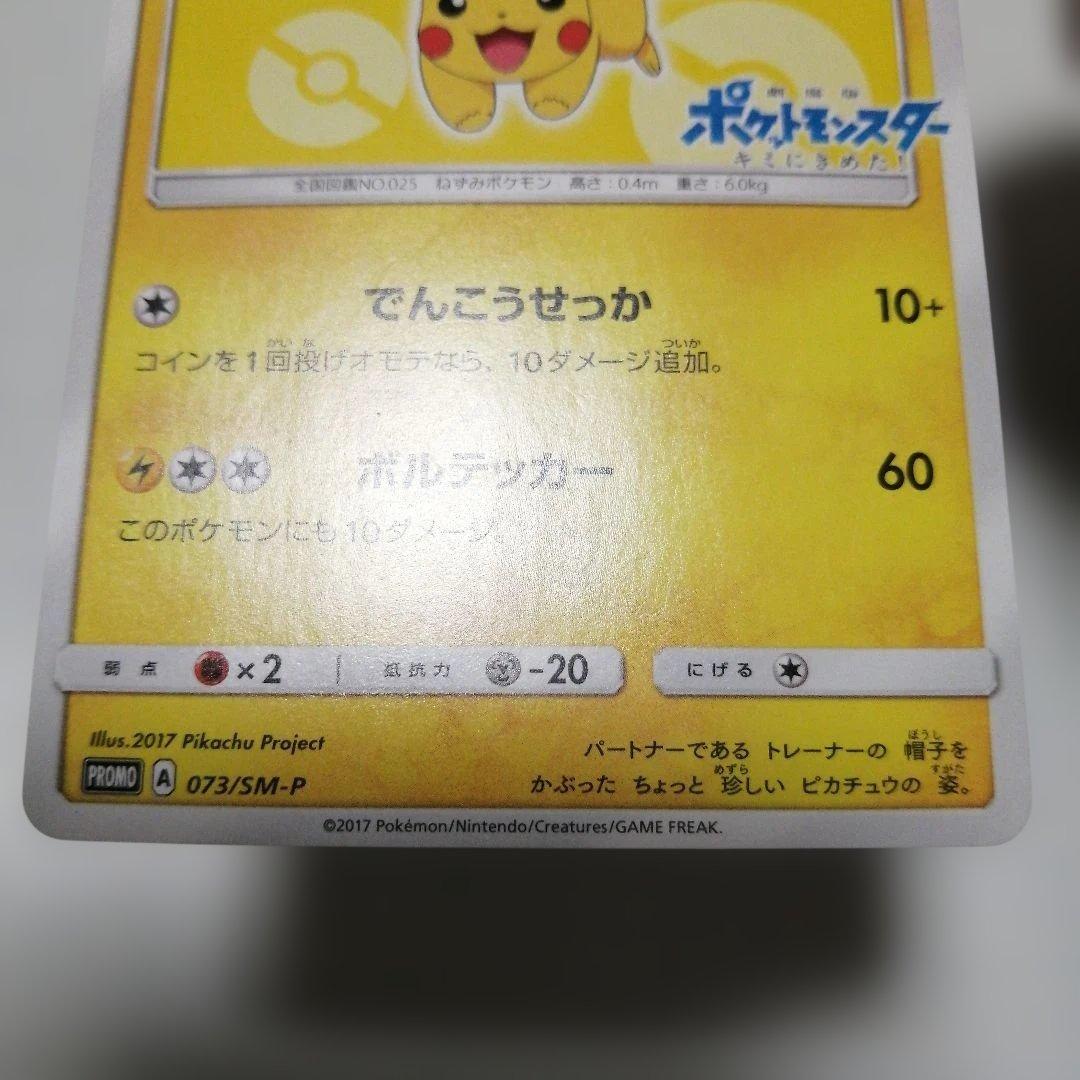 劇場版
ポケットモンスター
キミにきめた!
全国図鑑NO.025 ねずみポケモン 高さ:0.4m 重さ:6.0kg
でんこうせっか 10+
コインを1回投げオモテなら、10ダメージ追加。
ボルテッカー 60
このポケモンにも10ダメージ。
弱点 ×2 抵抗力 -20 にげる
Illus.2017 Pikachu Project
パートナーである トレーナーの 帽子を
かぶった ちょっと 珍しい ピカチュウの 姿。
PROMO A 073/SM-P
©2017 Pokémon/Nintendo/Creatures/GAME FREAK.